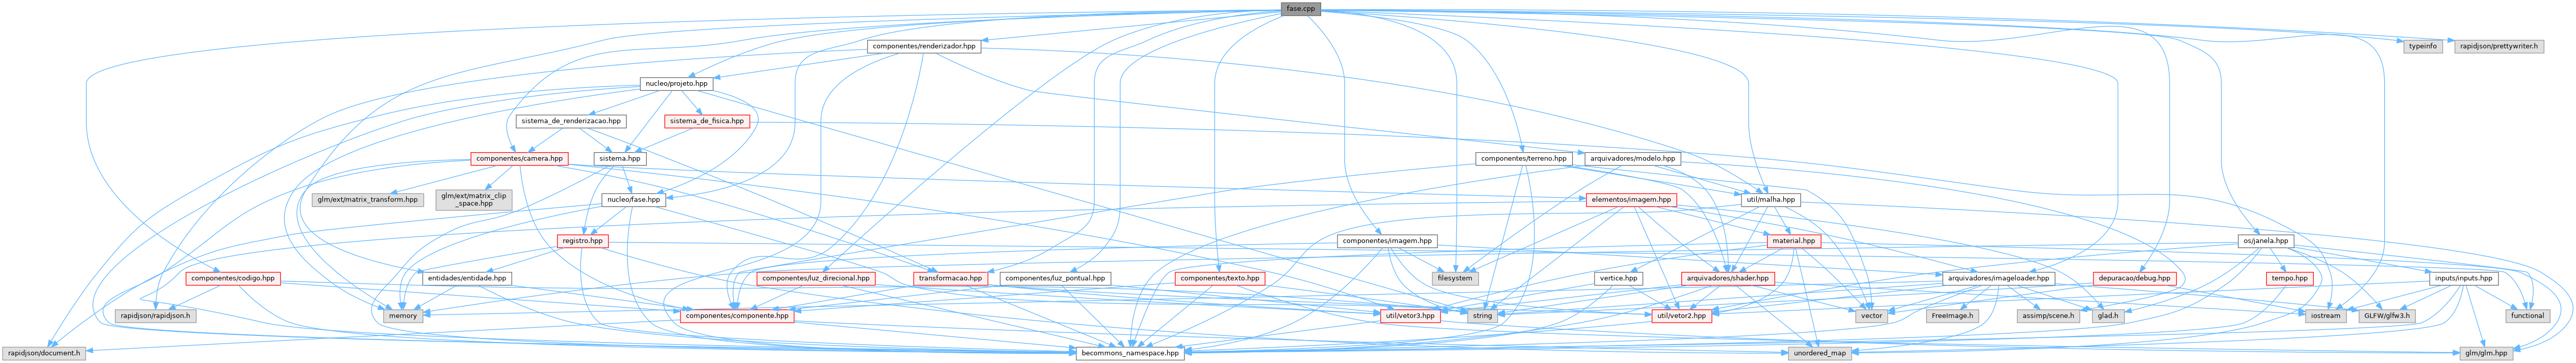 fase.cpp
componentes/renderizador.hpp
typeinfo
rapidjson/prettywriter.h
nucleo/projeto.hpp
sistema_de_renderizacao.hpp
sistema_de_fisica.hpp
componentes/camera.hpp
sistema.hpp
componentes/terreno.hpp
arquivadores/modelo.hpp
glm/ext/matrix_transform.hpp
glm/ext/matrix_clip
_space.hpp
nucleo/fase.hpp
elementos/imagem.hpp
util/malha.hpp
registro.hpp
componentes/imagem.hpp
material.hpp
os/janela.hpp
componentes/codigo.hpp
entidades/entidade.hpp
componentes/luz_direcional.hpp
transformacao.hpp
componentes/luz_pontual.hpp
componentes/texto.hpp
filesystem
vertice.hpp
arquivadores/shader.hpp
arquivadores/imageloader.hpp
depuracao/debug.hpp
tempo.hpp
inputs/inputs.hpp
rapidjson/rapidjson.h
memory
componentes/componente.hpp
util/vetor3.hpp
string
util/vetor2.hpp
vector
FreeImage.h
assimp/scene.h
glad.h
iostream
GLFW/glfw3.h
functional
rapidjson/document.h
becommons_namespace.hpp
unordered_map
glm/glm.hpp